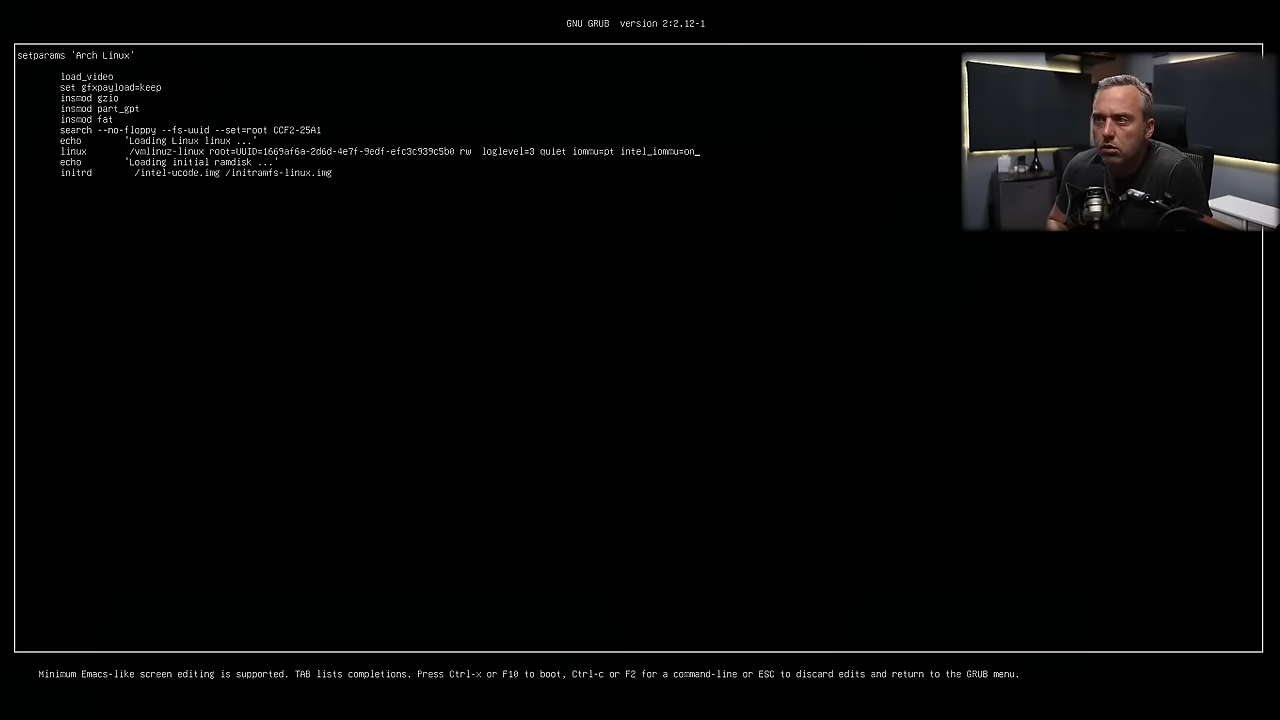 GNU GRUB  version 2:2.12-1
setparams 'Arch Linux'
load_video
set gfxpayload=keep
insmod gzio
insmod part_gpt
insmod fat
search --no-floppy --fs-uuid --set=root CCF2-25A1
echo 'Loading Linux linux ...'
linux /vmlinuz-linux root=UUID=1669af6a-2d6d-4e7f-9edf-efc3c939c5b0 rw  loglevel=3 quiet iommu=pt intel_iommu=on_
echo 'Loading initial ramdisk ...'
initrd /intel-ucode.img /initramfs-linux.img
Minimum Emacs-like screen editing is supported. TAB lists completions. Press Ctrl-x or F10 to boot, Ctrl-c or F2 for a command-line or ESC to discard edits and return to the GRUB menu.